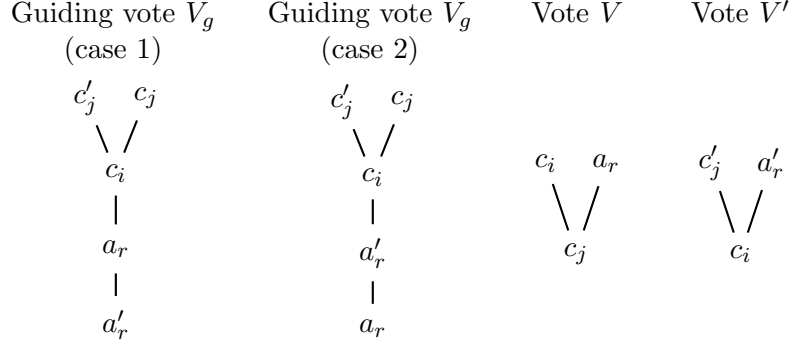 Guiding vote V_g Guiding vote V_g Vote V Vote V′
(case 1) (case 2)
c′_j c_j c′_j c_j
c_i a_r c′_j a′_r
c_i c_i
a_r a′_r c_j c_i
a′_r a_r